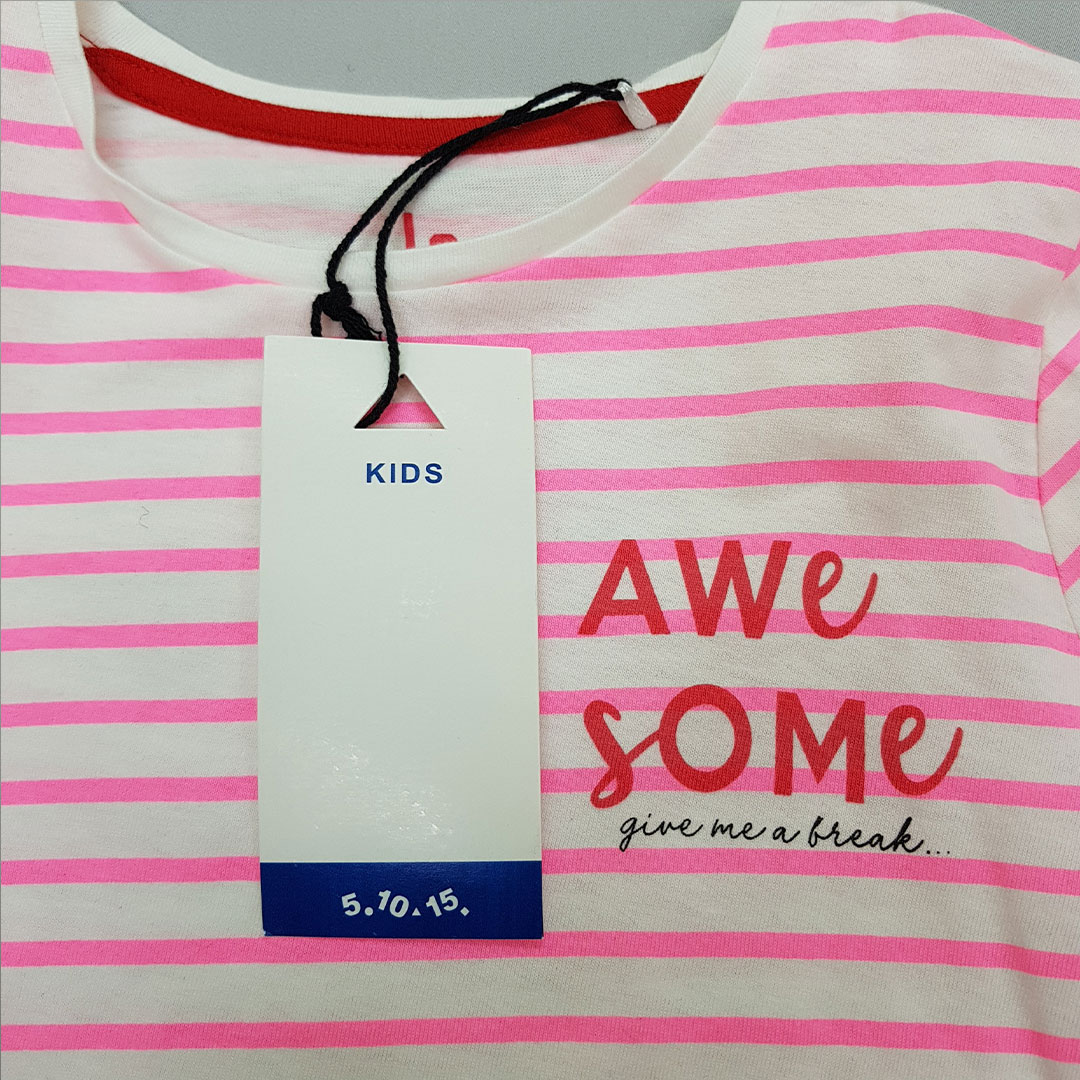 KIDS
AWe
sOMe
give me a break...
5.10.15.